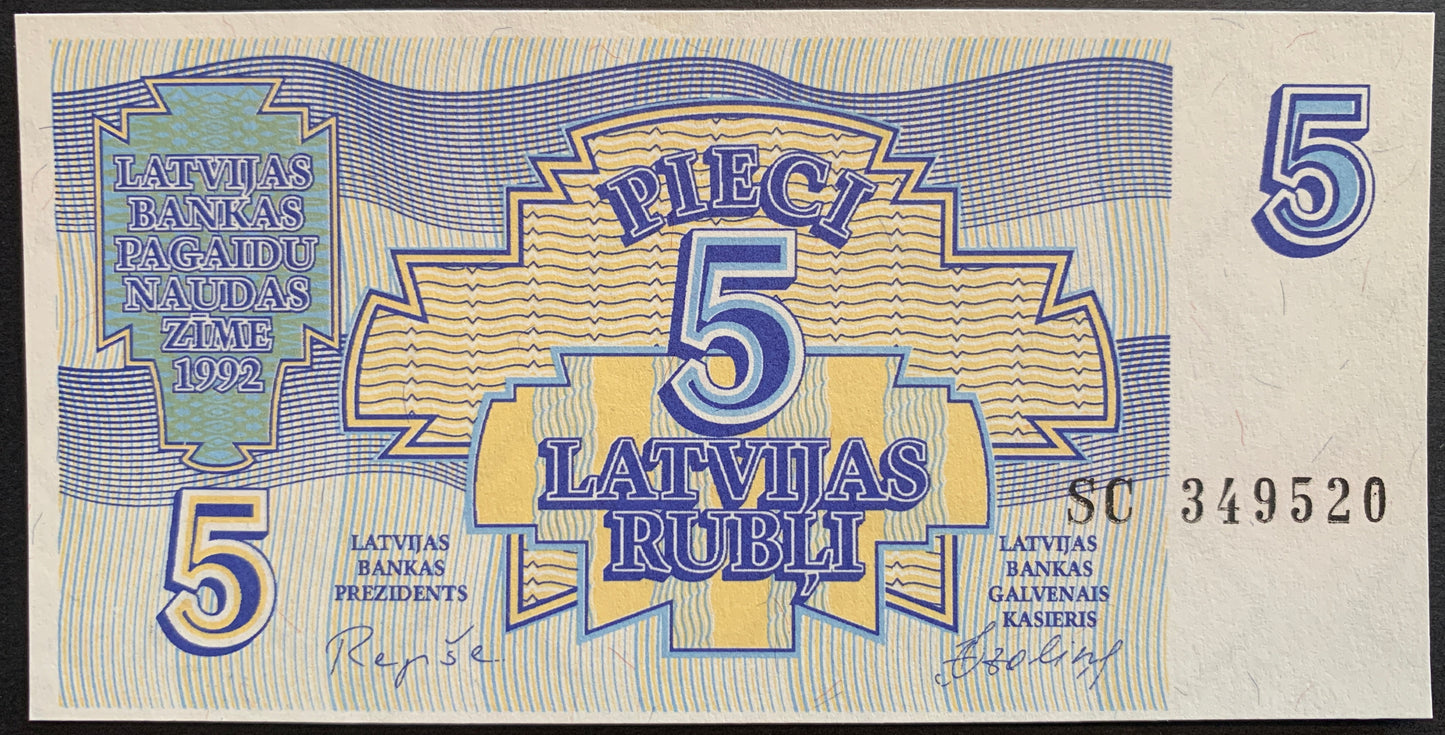 LATVIJAS
BANKAS
PAGAIDU
NAUDAS
ZĪME
1992
PIECI
5
LATVIJAS
RUBĻI
5
5
SC 349520
LATVIJAS
BANKAS
PREZIDENTS
Repše
LATVIJAS
BANKAS
GALVENAIS
KASIERIS